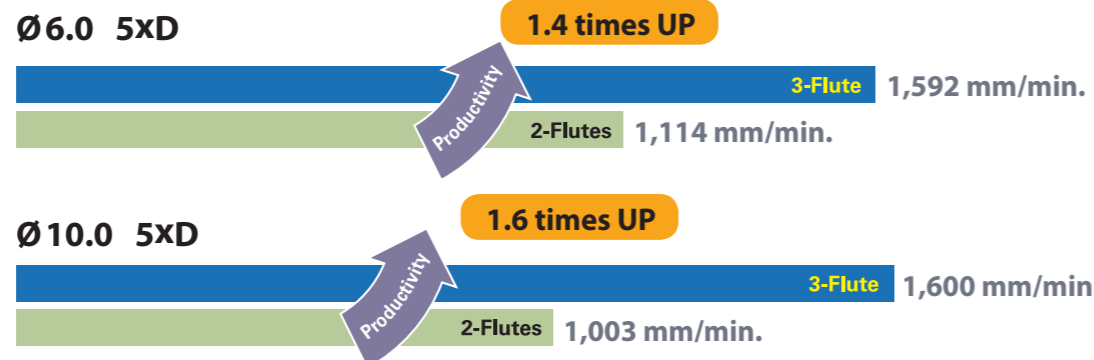 Ø6.0 5xD
1.4 times UP
3-Flute 1,592 mm/min.
Productivity
2-Flutes 1,114 mm/min.
1.6 times UP
Ø10.0 5xD
3-Flute 1,600 mm/min
Productivity
2-Flutes 1,003 mm/min.